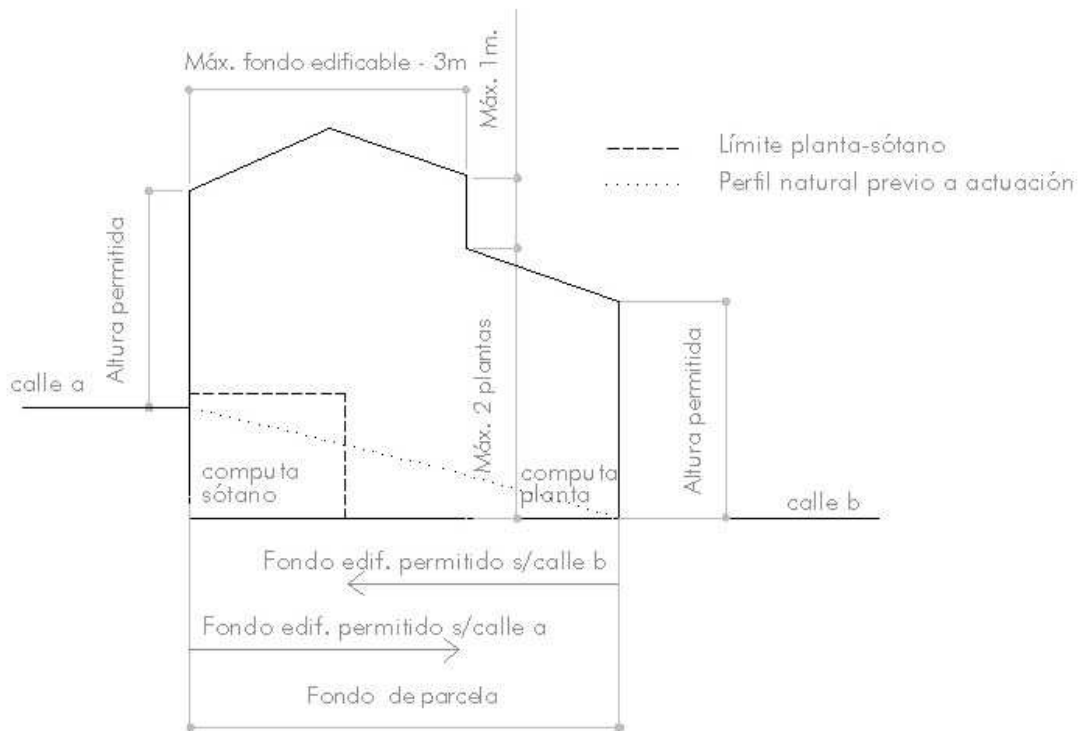 Máx. fondo edificable - 3m
Máx. 1m.
Límite planta-sótano
Perfil natural previo a actuación
Altura permitida
calle a
Máx. 2 plantas
computa
sótano
computa
planta
Altura permitida
calle b
Fondo edif. permitido s/calle b
Fondo edif. permitido s/calle a
Fondo de parcela